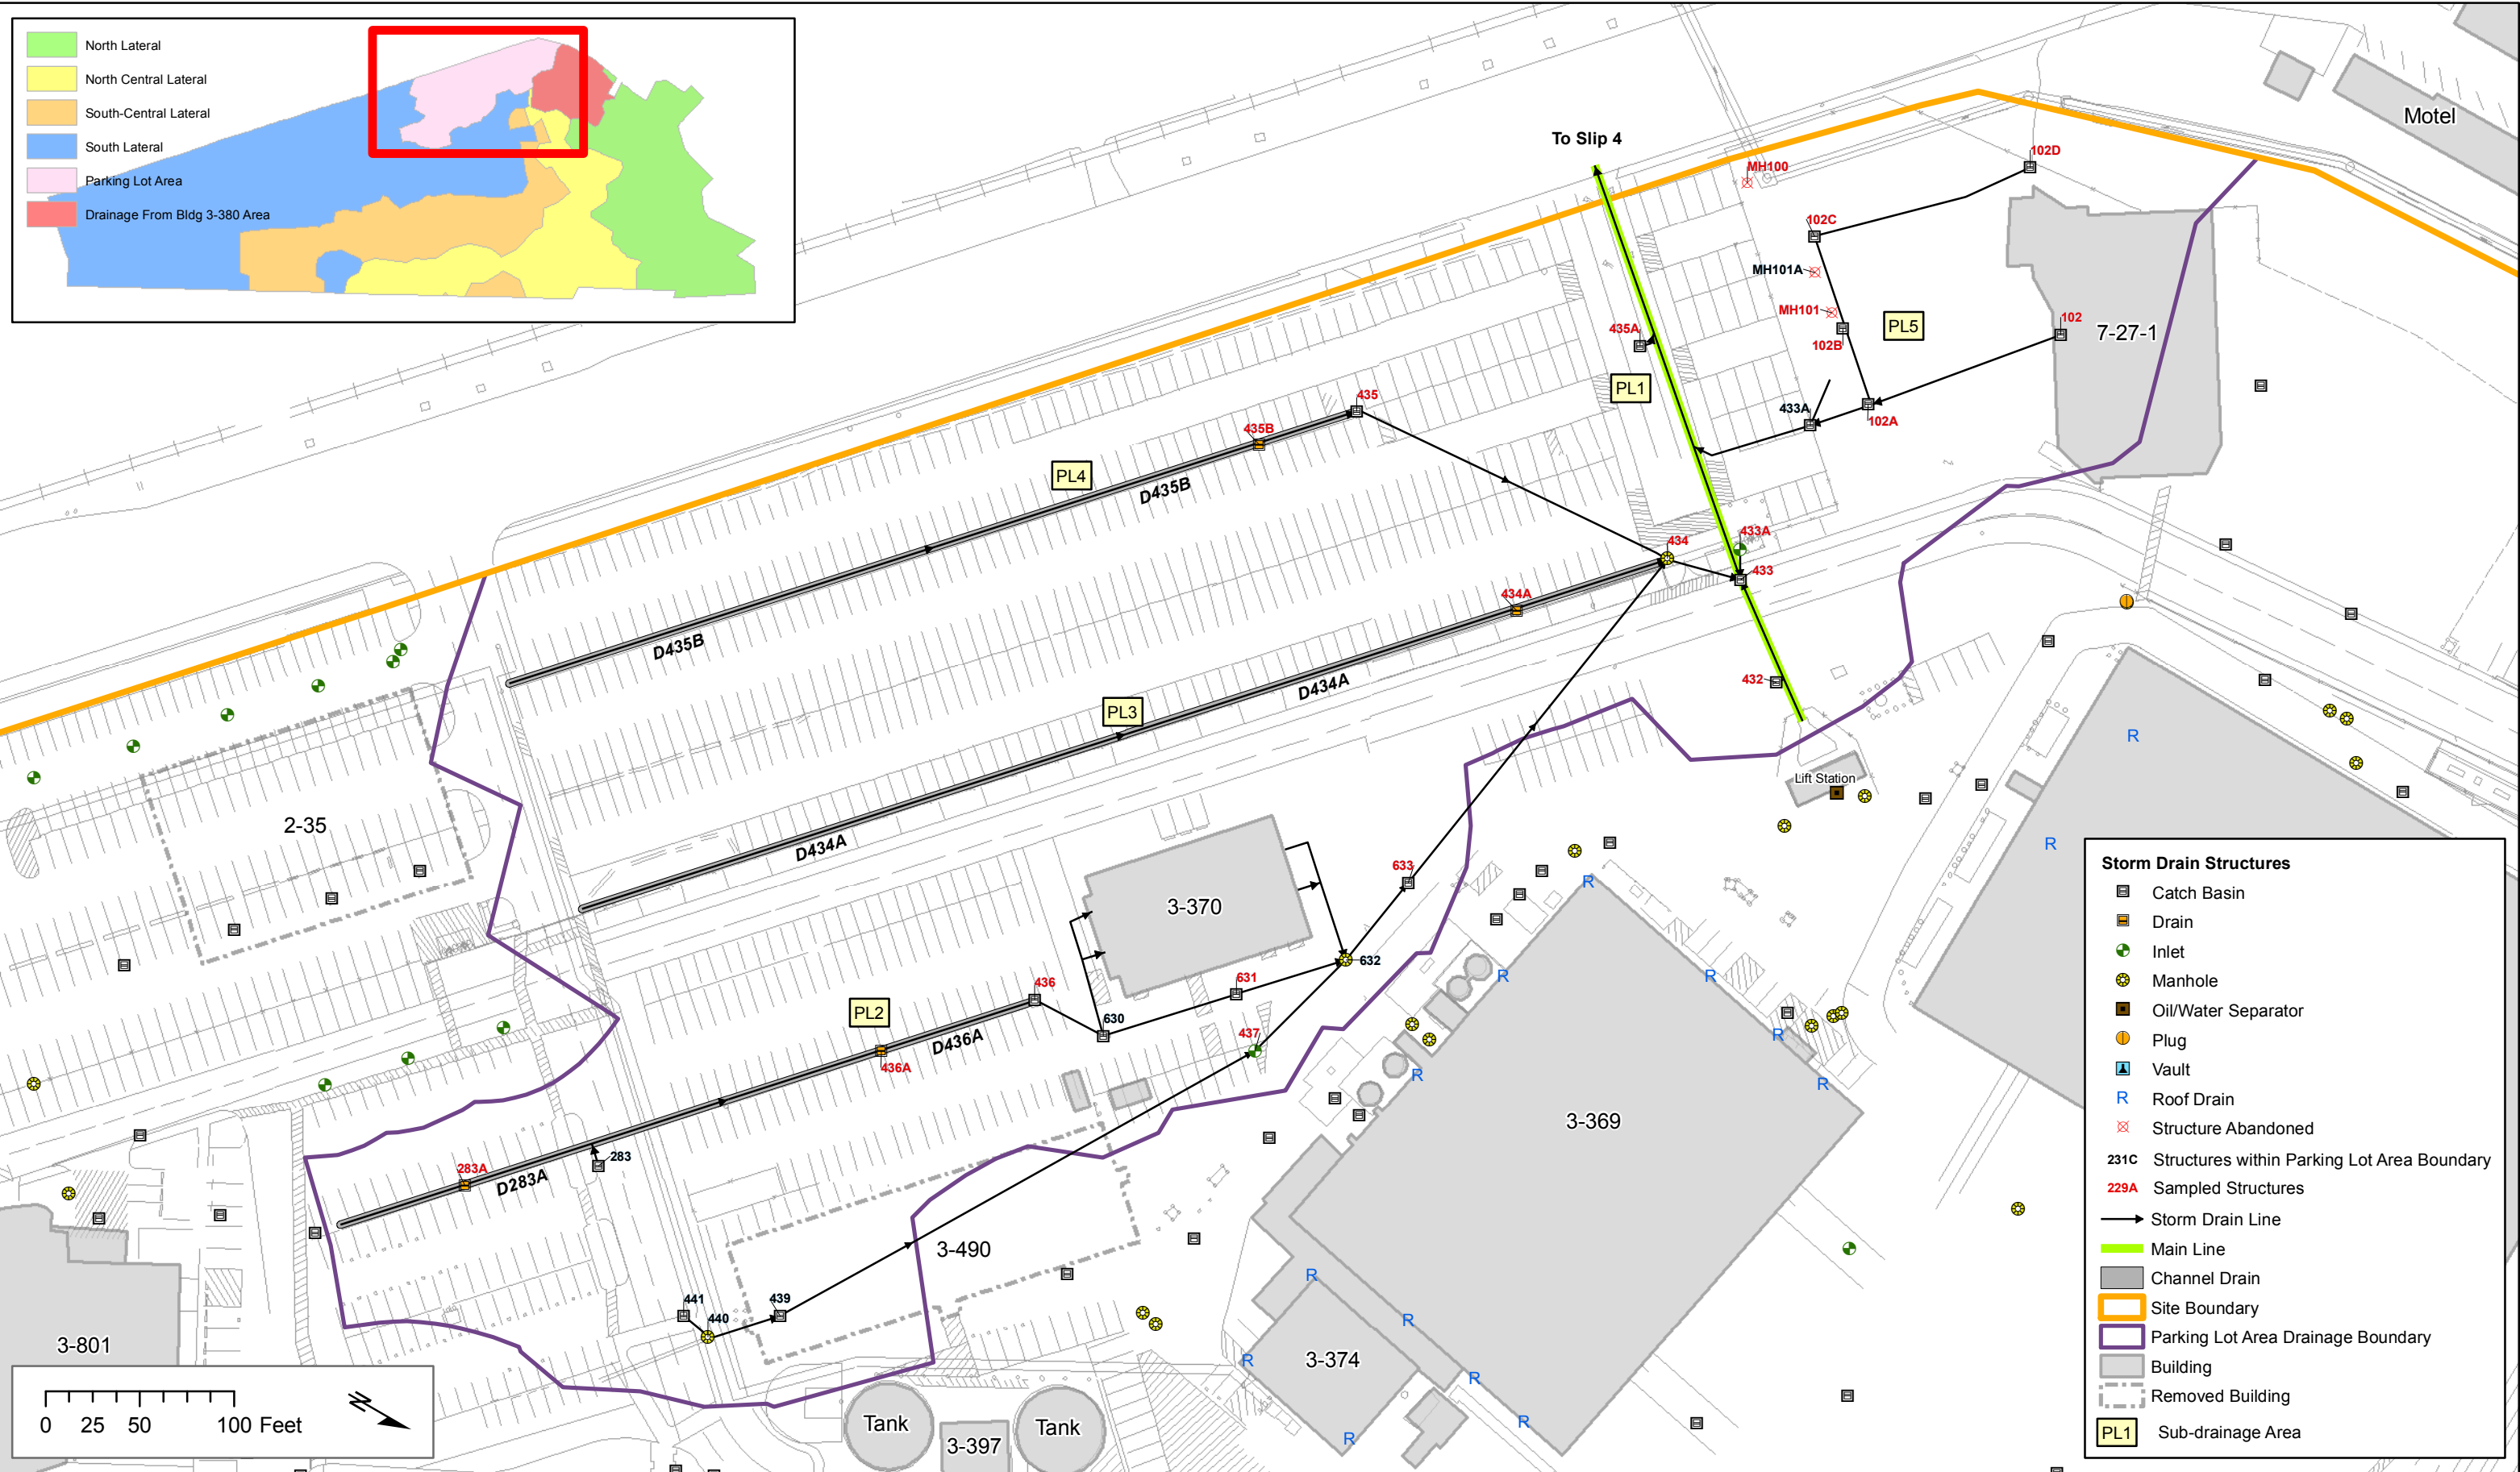 North Lateral
North Central Lateral
South-Central Lateral
South Lateral
Parking Lot Area
Drainage From Bldg 3-380 Area
To Slip 4
Motel
MH100
102D
102C
MH101A
MH101
102B
PL5
102
7-27-1
435A
PL1
435
433A
102A
435B
PL4
D435B
434
433A
433
434A
D435B
D434A
432
PL3
Lift Station
R
2-35
D434A
R
633
R
3-370
632
R
R
631
436
630
PL2
D436A
437
436A
R
R
R
3-369
283
283A
D283A
3-490
R
441
440
439
R
3-801
3-374
R
R
R
R
Tank
Tank
3-397
0 25 50 100 Feet
N
Storm Drain Structures
Catch Basin
Drain
Inlet
Manhole
Oil/Water Separator
Plug
Vault
R Roof Drain
Structure Abandoned
231C Structures within Parking Lot Area Boundary
229A Sampled Structures
Storm Drain Line
Main Line
Channel Drain
Site Boundary
Parking Lot Area Drainage Boundary
Building
Removed Building
PL1 Sub-drainage Area